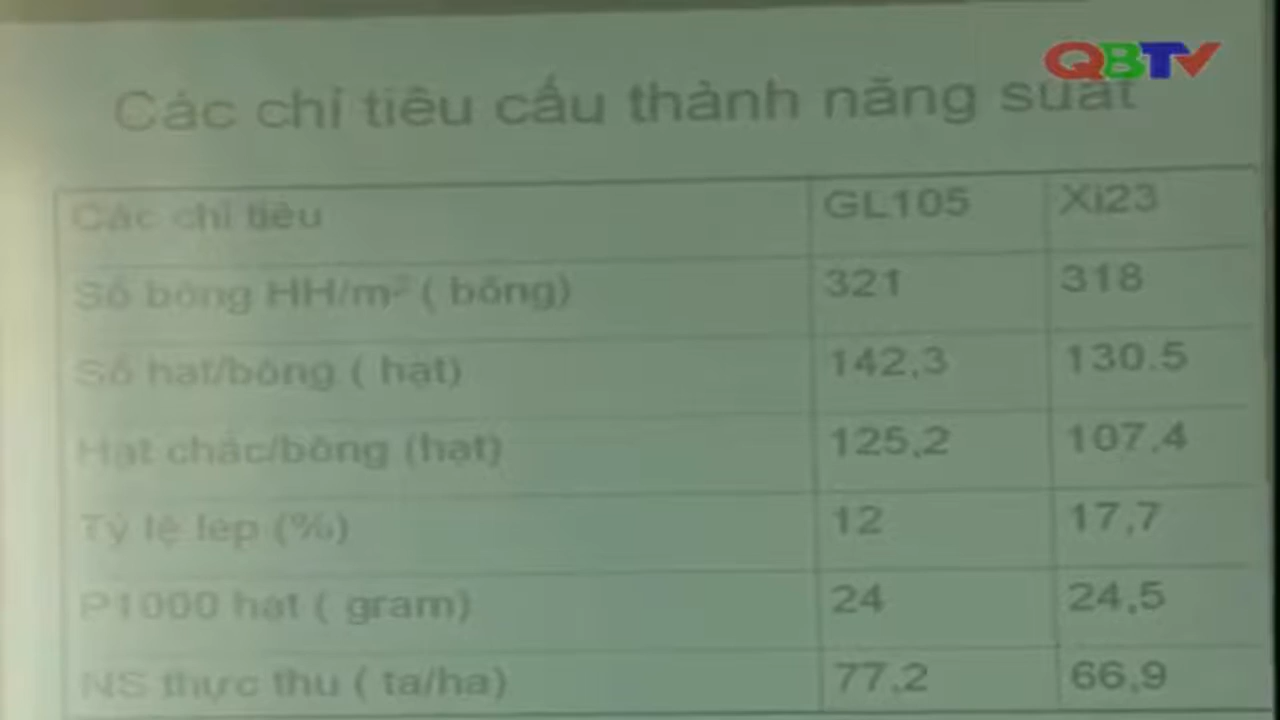 QBTV
Các chỉ tiêu cấu thành năng suất
Các chỉ tiêu GL105 Xi23
Số bông HH/m² ( bông) 321 318
Số hạt/bông ( hạt) 142,3 130.5
Hạt chắc/bông (hạt) 125,2 107,4
Tỷ lệ lep (%) 12 17,7
P1000 hạt ( gram) 24 24,5
NS thực thu ( tạ/ha) 77,2 66,9